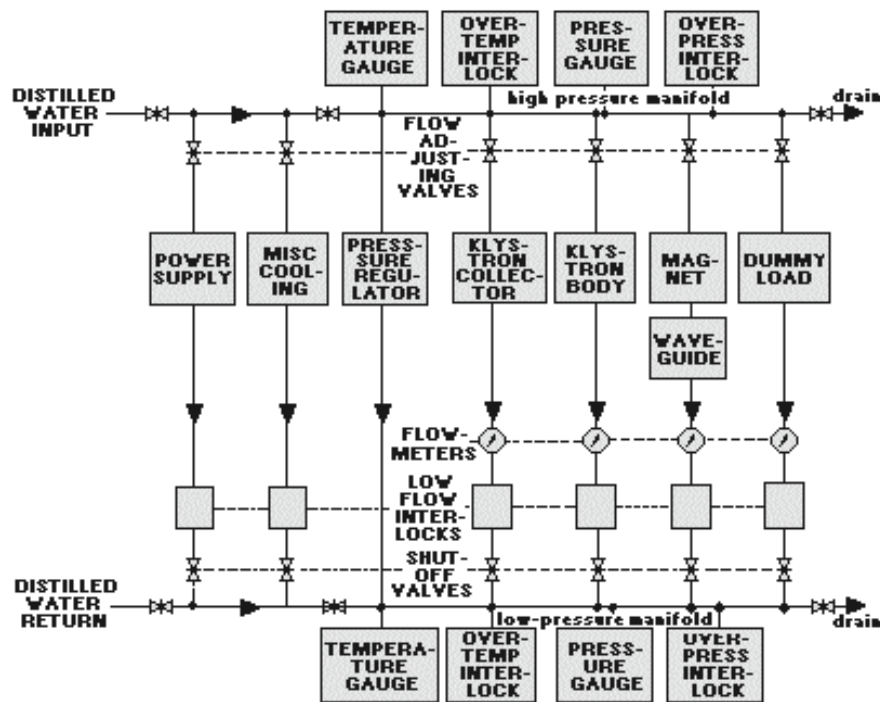 TEMPER-
ATURE
GAUGE
OVER-
TEMP
INTER-
LOCK
PRES-
SURE
GAUGE
OVER-
PRESS
INTER-
LOCK
DISTILLED
WATER
INPUT
high pressure manifold
drain
FLOW
AD-
JUST-
ING
VALVES
POWER
SUPPLY
MISC
COOL-
ING
PRESS-
SURE
REGU-
LATOR
KLYS-
TRON
COLLEC-
TOR
KLYS-
TRON
BODY
MAG-
NET
DUMMY
LOAD
WAVE-
GUIDE
FLOW-
METERS
LOW
FLOW
INTER-
LOCKS
SHUT-
OFF
VALVES
DISTILLED
WATER
RETURN
low-pressure manifold
drain
TEMPERA-
TURE
GAUGE
OVER-
TEMP
INTER-
LOCK
PRESS-
URE
GAUGE
OVER-
PRESS
INTER-
LOCK